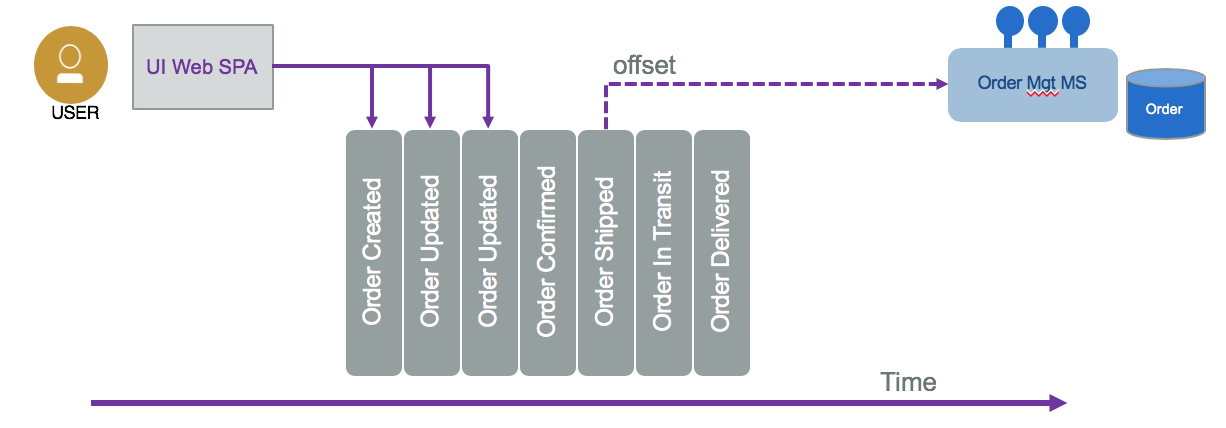 USER
UI Web SPA
offset
Order Mgt MS
Order
Order Created
Order Updated
Order Updated
Order Confirmed
Order Shipped
Order In Transit
Order Delivered
Time